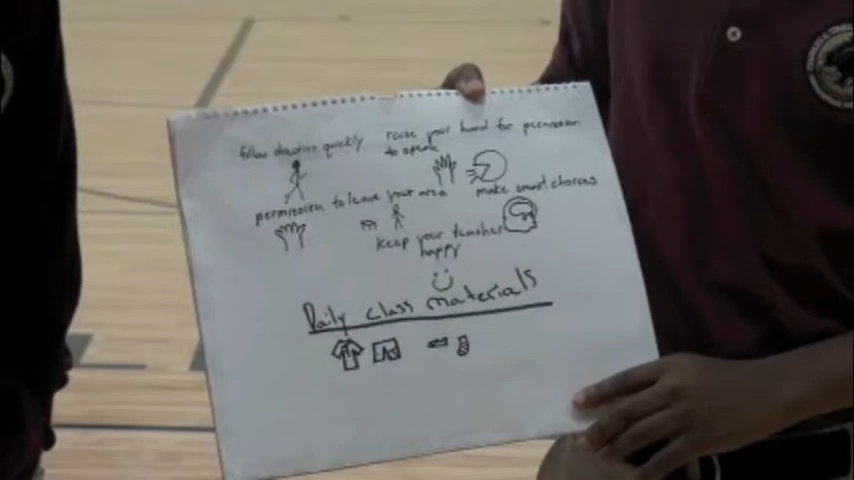 follow direction quickly
raise your hand for permission
to speak
permission to leave your area
make smart choices
keep your teacher
happy
Daily class materials